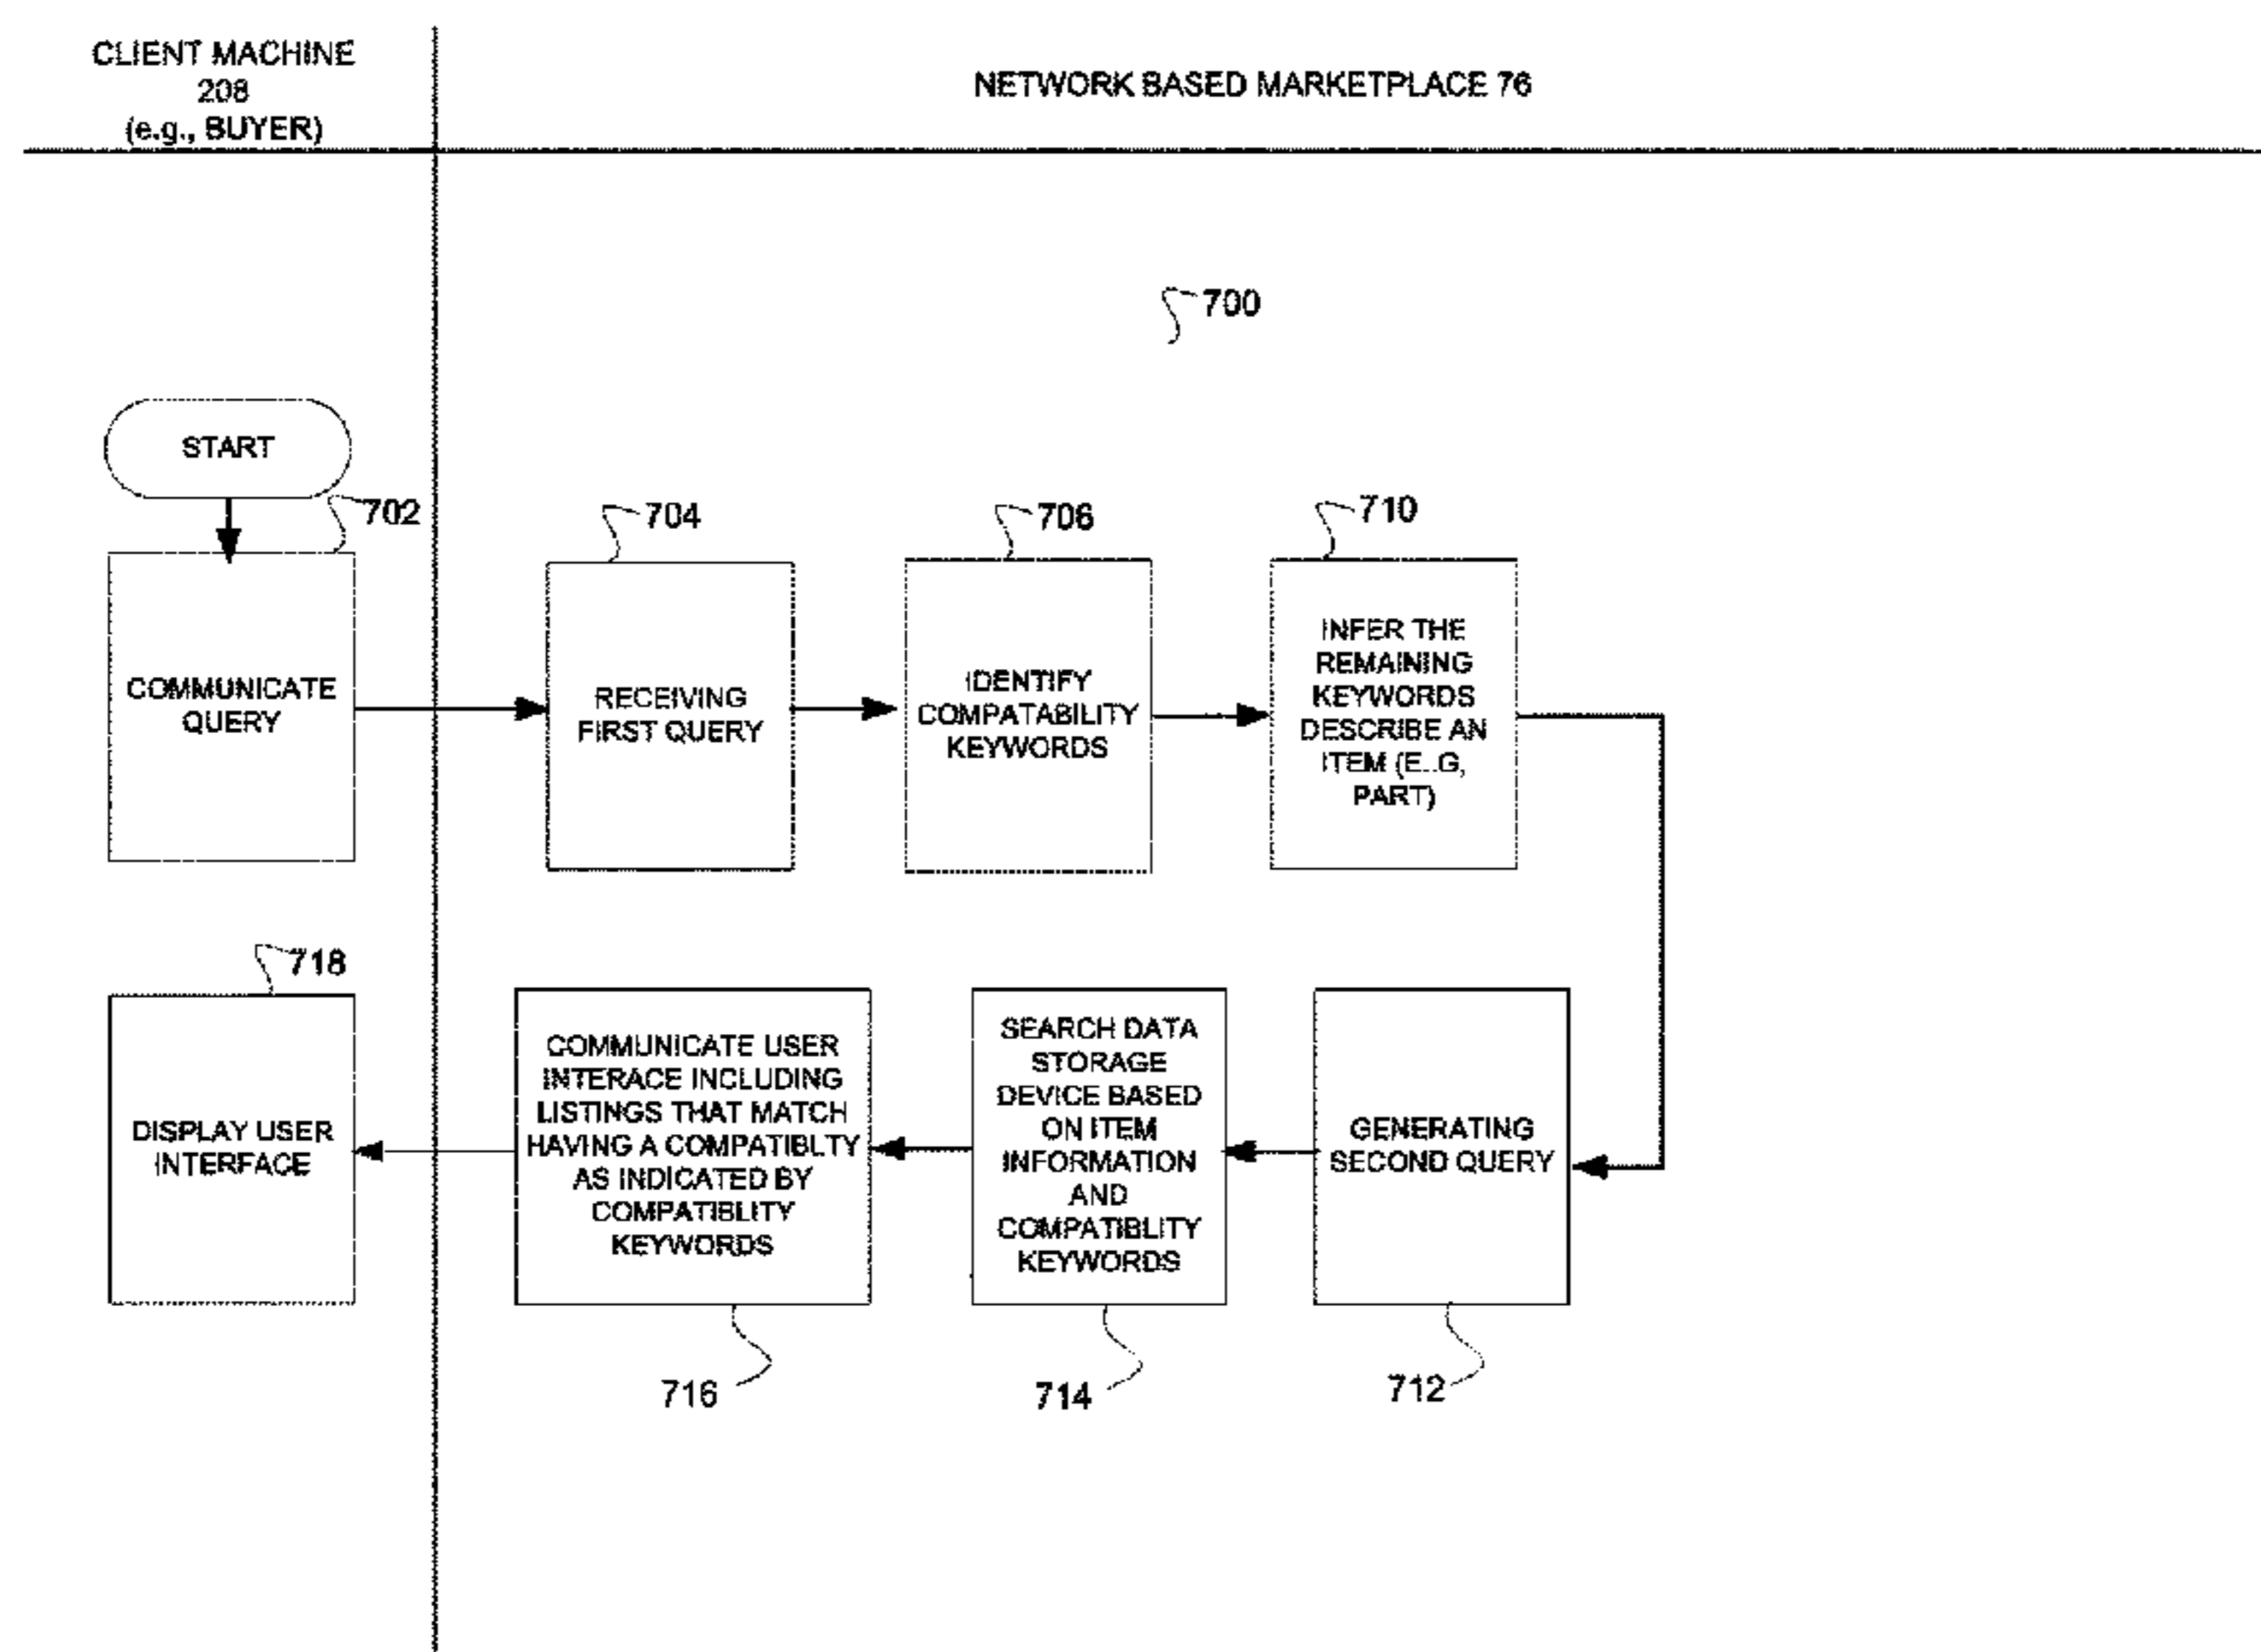 CLIENT MACHINE
208
(e.g., BUYER)
NETWORK BASED MARKETPLACE 76
700
START
702
COMMUNICATE
QUERY
704
RECEIVING
FIRST QUERY
706
IDENTIFY
COMPATABILITY
KEYWORDS
710
INFER THE
REMAINING
KEYWORDS
DESCRIBE AN
ITEM (E..G,
PART)
718
DISPLAY USER
INTERFACE
COMMUNICATE USER
INTERACE INCLUDING
LISTINGS THAT MATCH
HAVING A COMPATIBLTY
AS INDICATED BY
COMPATIBLITY
KEYWORDS
716
SEARCH DATA
STORAGE
DEVICE BASED
ON ITEM
INFORMATION
AND
COMPATIBLITY
KEYWORDS
714
GENERATING
SECOND QUERY
712